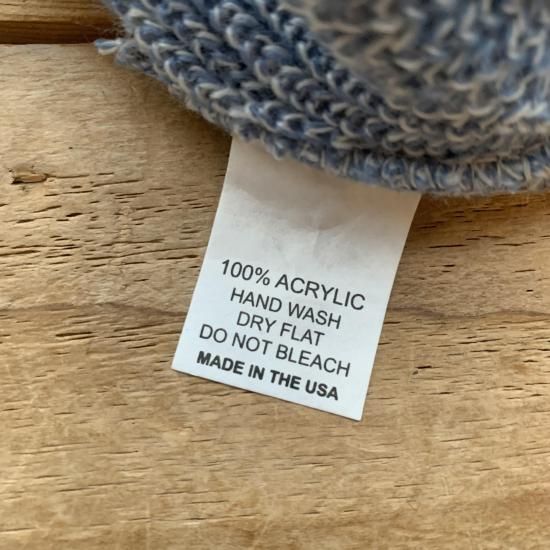 100% ACRYLIC
HAND WASH
DRY FLAT
DO NOT BLEACH
MADE IN THE USA